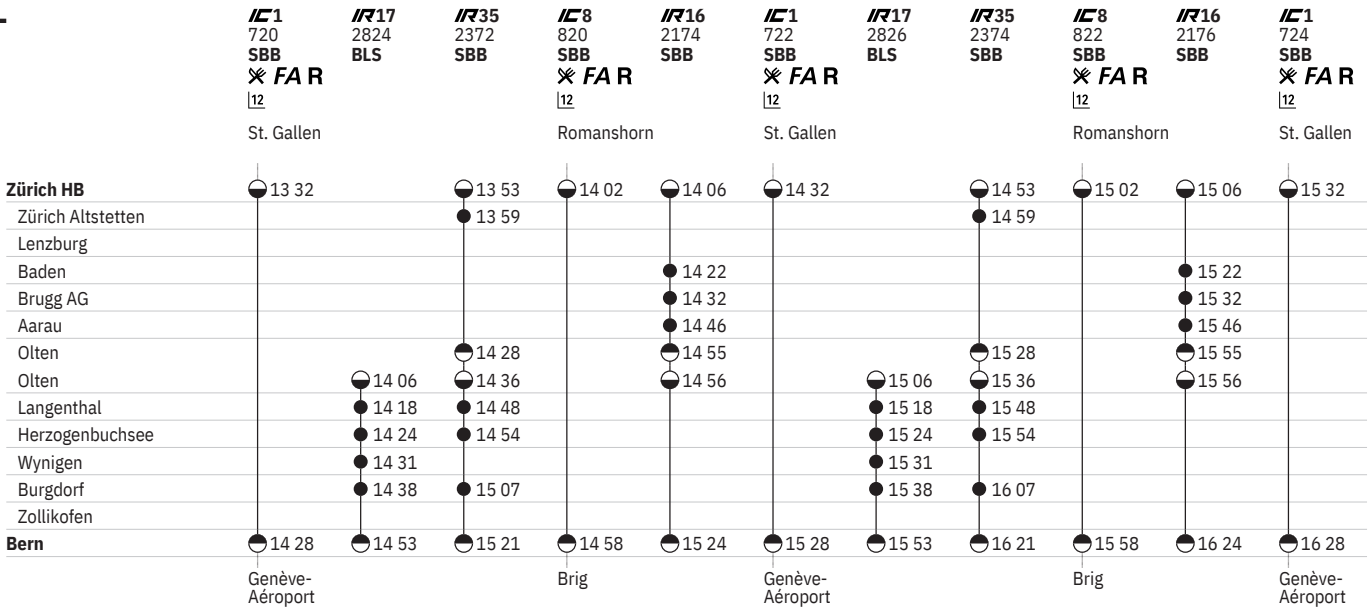 IC1 IR17 IR35 IC8 IR16 IC1 IR17 IR35 IC8 IR16 IC1
720 2824 2372 820 2174 722 2826 2374 822 2176 724
SBB BLS SBB SBB SBB SBB BLS SBB SBB SBB SBB
FA R FA R FA R FA R FA R
12 12 12 12 12
St. Gallen Romanshorn St. Gallen Romanshorn St. Gallen
Zürich HB 13 32 13 53 14 02 14 06 14 32 14 53 15 02 15 06 15 32
Zürich Altstetten 13 59 14 59
Lenzburg
Baden 14 22 15 22
Brugg AG 14 32 15 32
Aarau 14 46 15 46
Olten 14 28 14 55 15 28 15 55
Olten 14 06 14 36 14 56 15 06 15 36 15 56
Langenthal 14 18 14 48 15 18 15 48
Herzogenbuchsee 14 24 14 54 15 24 15 54
Wynigen 14 31 15 31
Burgdorf 14 38 15 07 15 38 16 07
Zollikofen
Bern 14 28 14 53 15 21 14 58 15 24 15 28 15 53 16 21 15 58 16 24 16 28
Genève- Brig Genève- Brig Genève-
Aéroport Aéroport Aéroport